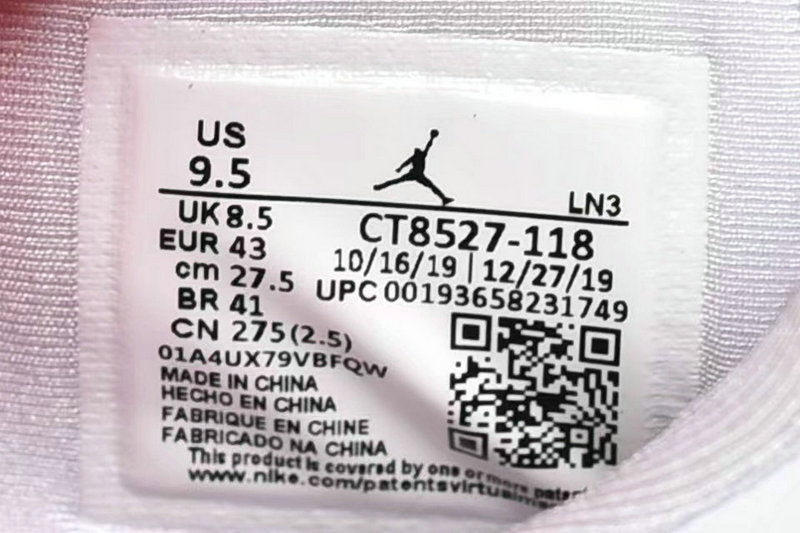 US
9.5
LN3
UK 8.5
EUR 43
cm 27.5
BR 41
CN 275(2.5)
CT8527-118
10/16/19 | 12/27/19
UPC 00193658231749
01A4UX79VBFQW
MADE IN CHINA
HECHO EN CHINA
FABRIQUE EN CHINE
FABRICADO NA CHINA
This product is covered by one or more
www.nike.com/patents